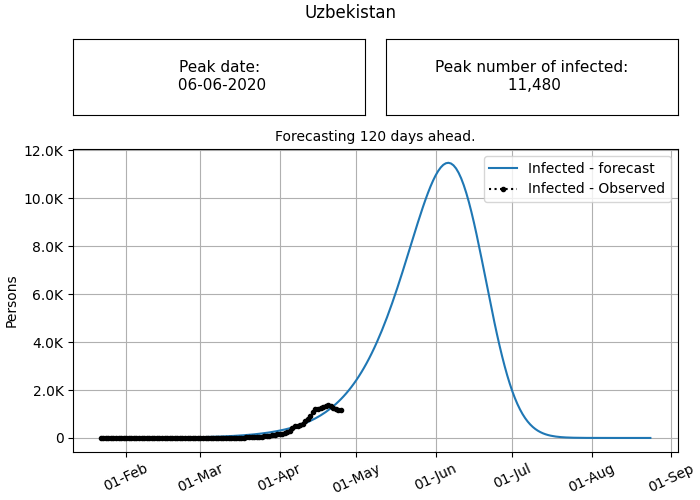 Uzbekistan
Peak date:
06-06-2020
Peak number of infected:
11,480
Forecasting 120 days ahead.
12.0K
10.0K
8.0K
6.0K
4.0K
2.0K
0
Persons
Infected - forecast
Infected - Observed
01-Feb
01-Mar
01-Apr
01-May
01-Jun
01-Jul
01-Aug
01-Sep